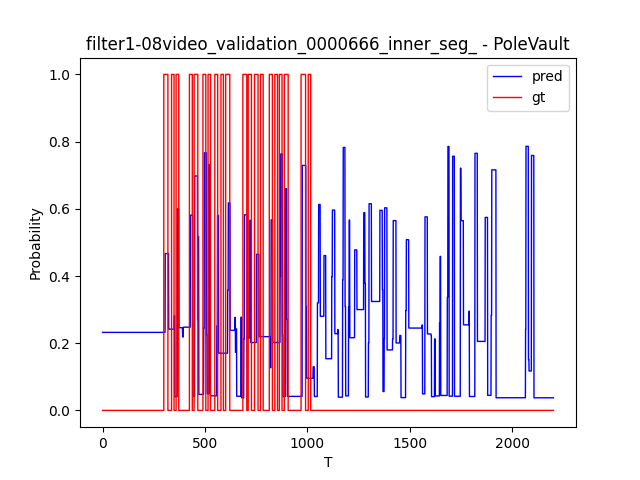 filter1-08video_validation_0000666_inner_seg_ - PoleVault
pred
gt
1.0
0.8
0.6
0.4
0.2
0.0
Probability
0
500
1000
1500
2000
T